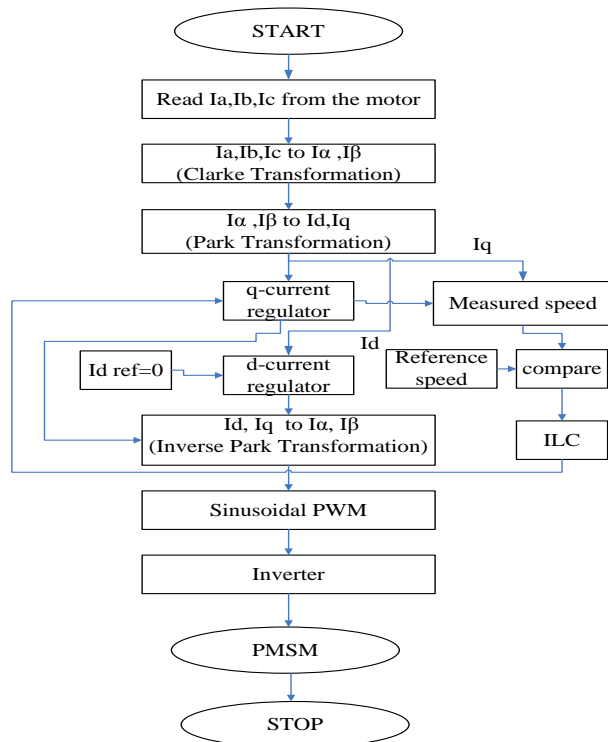 START
Read Ia,Ib,Ic from the motor
Ia,Ib,Ic to Iα ,Iβ
(Clarke Transformation)
Iα ,Iβ to Id,Iq
(Park Transformation)
Iq
q-current
regulator
Measured speed
Id
Id ref=0
d-current
regulator
Reference
speed
compare
Id, Iq to Iα, Iβ
(Inverse Park Transformation)
ILC
Sinusoidal PWM
Inverter
PMSM
STOP